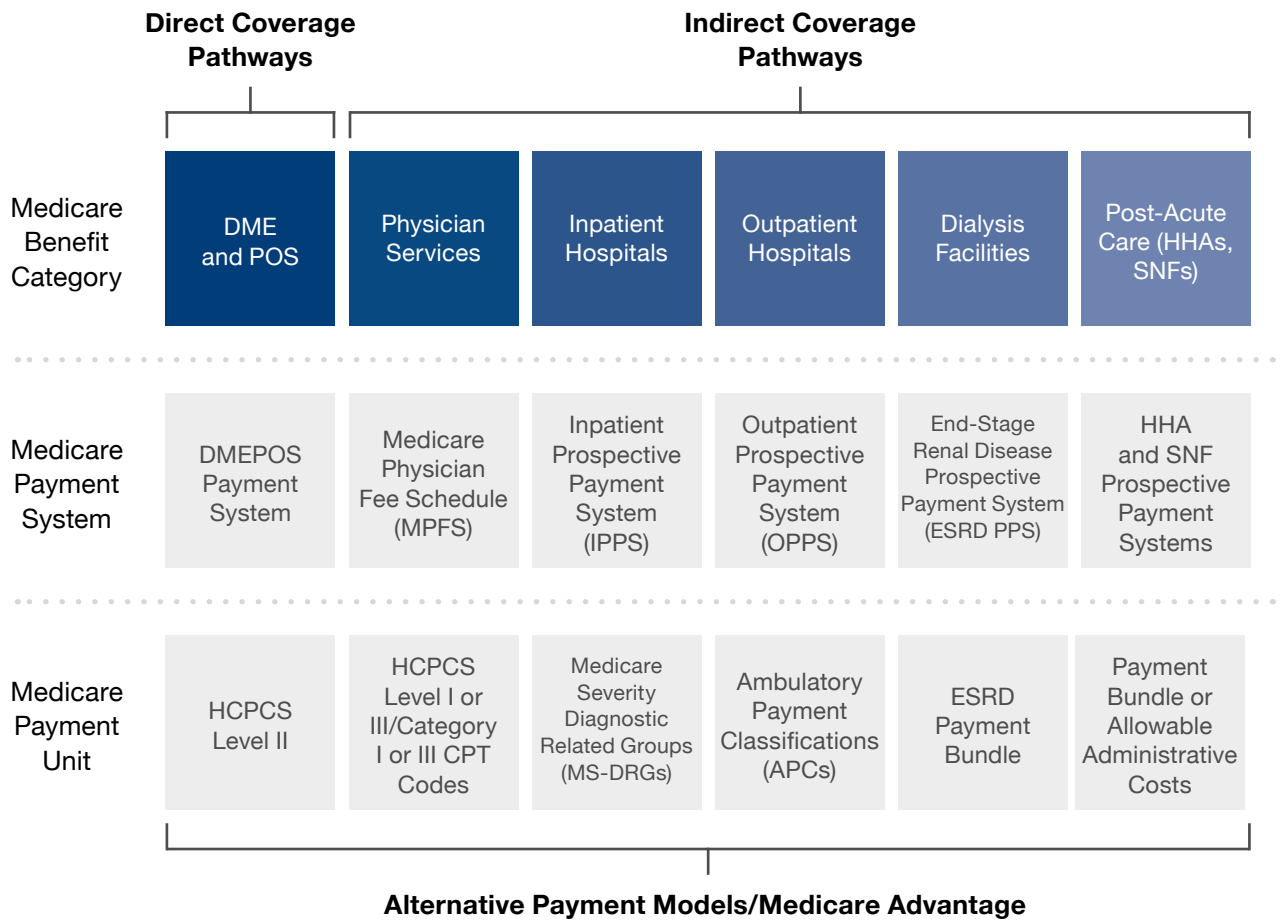 Direct Coverage
Pathways
Indirect Coverage
Pathways
Medicare
Benefit
Category
DME
and POS
Physician
Services
Inpatient
Hospitals
Outpatient
Hospitals
Dialysis
Facilities
Post-Acute
Care (HHAs,
SNFs)
Medicare
Payment
System
DMEPOS
Payment
System
Medicare
Physician
Fee Schedule
(MPFS)
Inpatient
Prospective
Payment
System
(IPPS)
Outpatient
Prospective
Payment
System
(OPPS)
End-Stage
Renal Disease
Prospective
Payment System
(ESRD PPS)
HHA
and SNF
Prospective
Payment
Systems
Medicare
Payment
Unit
HCPCS
Level II
HCPCS
Level I or
III/Category
I or III CPT
Codes
Medicare
Severity
Diagnostic
Related Groups
(MS-DRGs)
Ambulatory
Payment
Classifications
(APCs)
ESRD
Payment
Bundle
Payment
Bundle or
Allowable
Administrative
Costs
Alternative Payment Models/Medicare Advantage